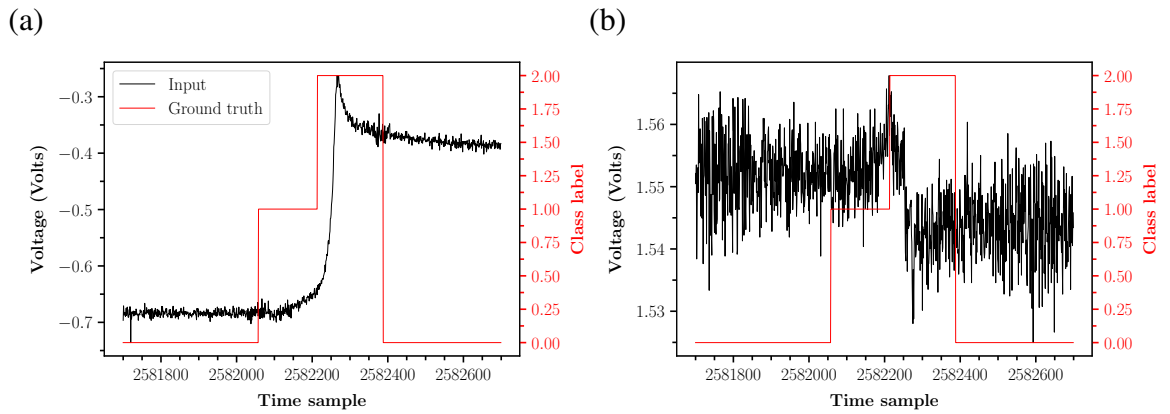 (a)
Input
Ground truth
−0.3
−0.4
−0.5
−0.6
−0.7
Voltage (Volts)
2.00
1.75
1.50
1.25
1.00
0.75
0.50
0.25
0.00
Class label
2581800 2582000 2582200 2582400 2582600
Time sample
(b)
1.56
1.55
1.54
1.53
Voltage (Volts)
2.00
1.75
1.50
1.25
1.00
0.75
0.50
0.25
0.00
Class label
2581800 2582000 2582200 2582400 2582600
Time sample